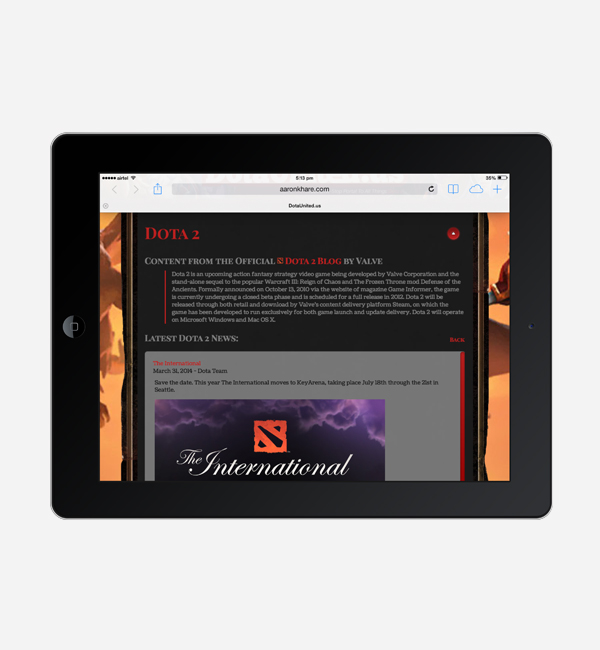 airtel 5:13 pm 35%
aaronkhare.com
DotaUnited.us
Dota 2
Content from the Official Dota 2 Blog by Valve
Dota 2 is an upcoming action fantasy strategy video game being developed by Valve Corporation and the
stand-alone sequel to the popular Warcraft III: Reign of Chaos and The Frozen Throne mod Defense of the
Ancients. Formally announced on October 13, 2010 via the website of magazine Game Informer, the game
is currently undergoing a closed beta phase and is scheduled for a full release in 2012. Dota 2 will be
released through both retail and download by Valve's content delivery platform Steam, on which the
game has been developed to run exclusively for both game launch and update delivery. Dota 2 will operate
on Microsoft Windows and Mac OS X.
Latest Dota 2 News:
Back
The International
March 31, 2014 - Dota Team
Save the date. This year The International moves to KeyArena, taking place July 18th through the 21st in
Seattle.
The International